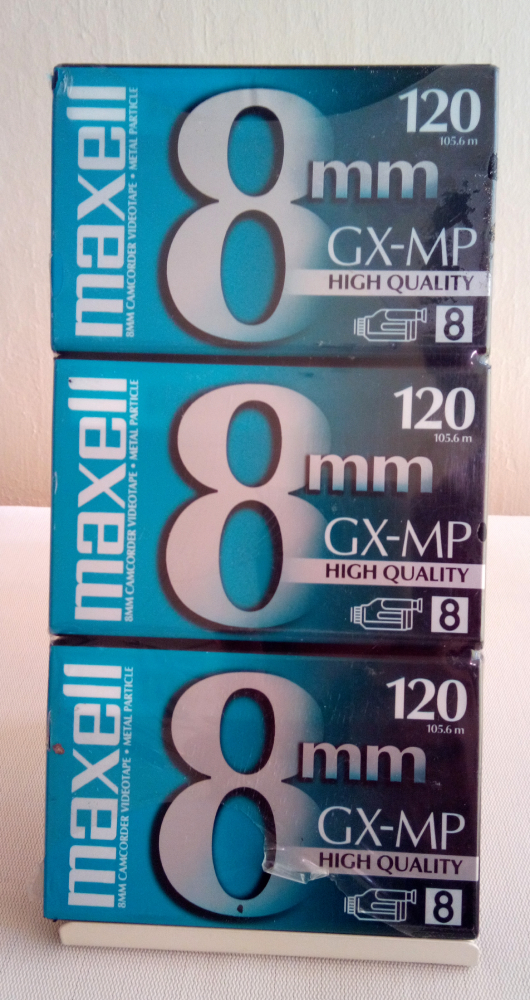 maxell
8MM CAMCORDER VIDEOTAPE • METAL PARTICLE
8
mm
120
105.6 m
GX-MP
HIGH QUALITY
8
maxell
8MM CAMCORDER VIDEOTAPE • METAL PARTICLE
8
mm
120
105.6 m
GX-MP
HIGH QUALITY
8
maxell
8MM CAMCORDER VIDEOTAPE • METAL PARTICLE
8
mm
120
105.6 m
GX-MP
HIGH QUALITY
8